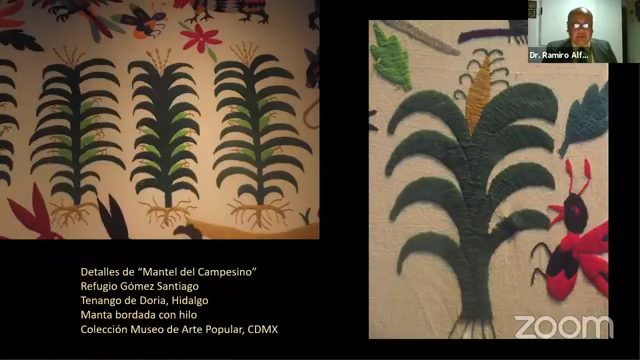 Dr. Ramiro Alf...
Detalles de “Mantel del Campesino”
Refugio Gómez Santiago
Tenango de Doria, Hidalgo
Manta bordada con hilo
Colección Museo de Arte Popular, CDMX
zoom